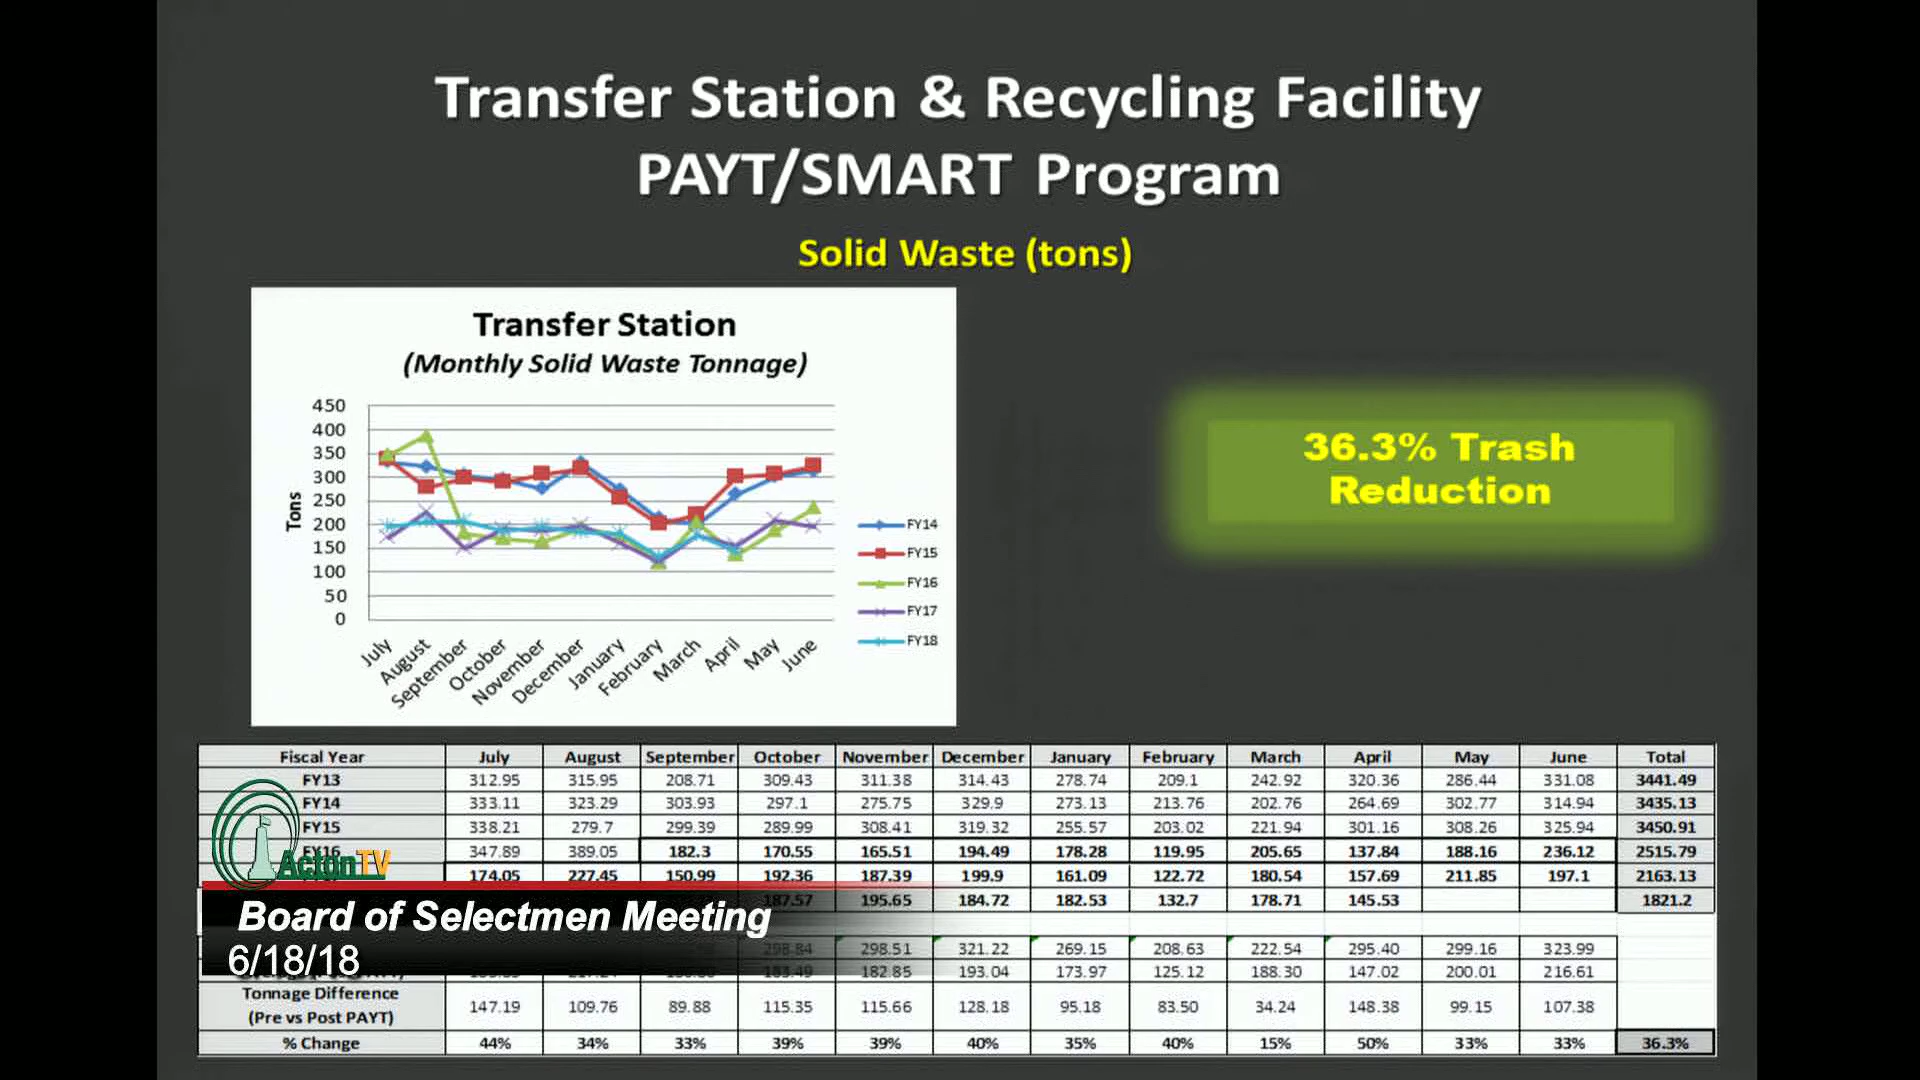 Transfer Station & Recycling Facility
PAYT/SMART Program
Solid Waste (tons)
Transfer Station
(Monthly Solid Waste Tonnage)
450
400
350
300
250
200
150
100
50
0
Tons
July
August
September
October
November
December
January
February
March
April
May
June
FY14
FY15
FY16
FY17
FY18
36.3% Trash
Reduction
Fiscal Year July August September October November December January February March April May June Total
FY13 312.95 315.95 208.71 309.43 311.38 314.43 278.74 209.1 242.92 320.36 286.44 331.08 3441.49
FY14 333.11 323.29 303.93 297.1 275.75 329.9 273.13 213.76 202.76 264.69 302.77 314.94 3435.13
FY15 338.21 279.7 299.39 289.99 308.41 319.32 255.57 203.02 221.94 301.16 308.26 325.94 3450.91
FY16 347.89 389.05 182.3 170.55 165.51 194.49 178.28 119.95 205.65 137.84 188.16 236.12 2515.79
174.05 227.45 150.99 192.36 187.39 199.9 161.09 122.72 180.54 157.69 211.85 197.1 2163.13
187.57 195.65 184.72 182.53 132.7 178.71 145.53 1821.2
298.84 298.51 321.22 269.15 208.63 222.54 295.40 299.16 323.99
183.49 182.85 193.04 173.97 125.12 188.30 147.02 200.01 216.61
Tonnage Difference
(Pre vs Post PAYT) 147.19 109.76 89.88 115.35 115.66 128.18 95.18 83.50 34.24 148.38 99.15 107.38
% Change 44% 34% 33% 39% 39% 40% 35% 40% 15% 50% 33% 33% 36.3%
ActonTV
Board of Selectmen Meeting
6/18/18